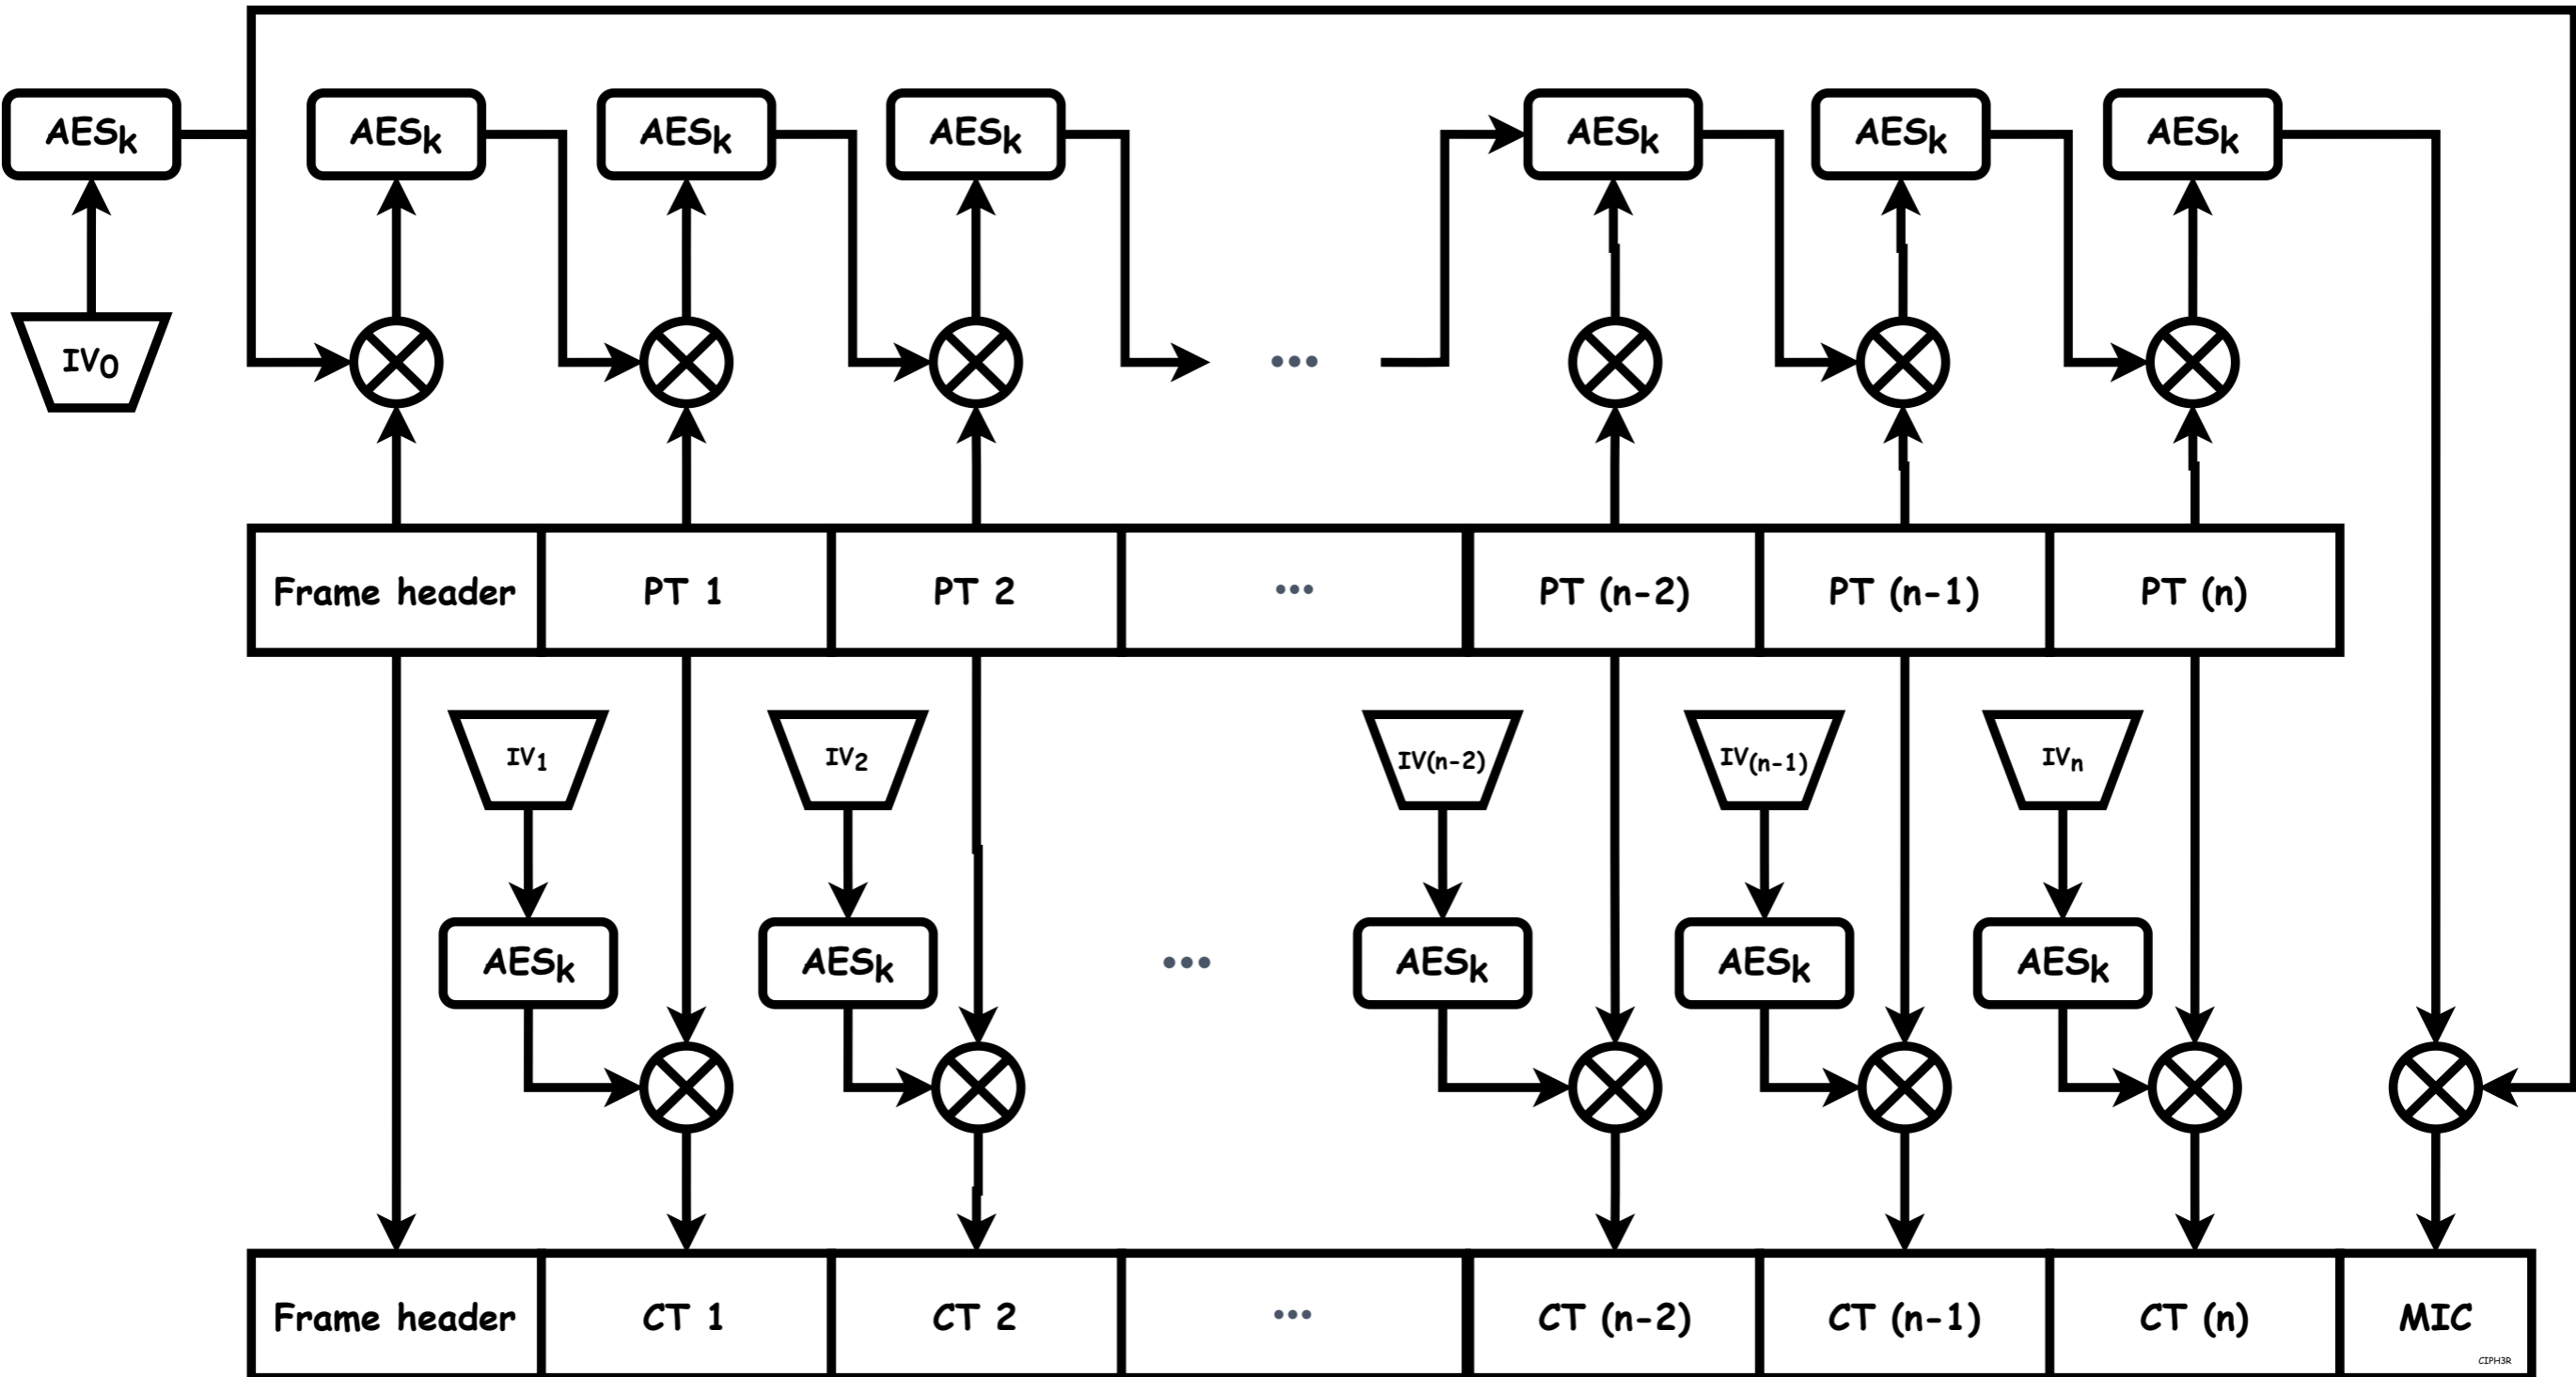 AESk AESk AESk AESk AESk AESk AESk
IV0 ...
Frame header PT 1 PT 2 ... PT (n-2) PT (n-1) PT (n)
IV1 IV2 IV(n-2) IV(n-1) IVn
AESk AESk ... AESk AESk AESk
Frame header CT 1 CT 2 ... CT (n-2) CT (n-1) CT (n) MIC
CIPH3R